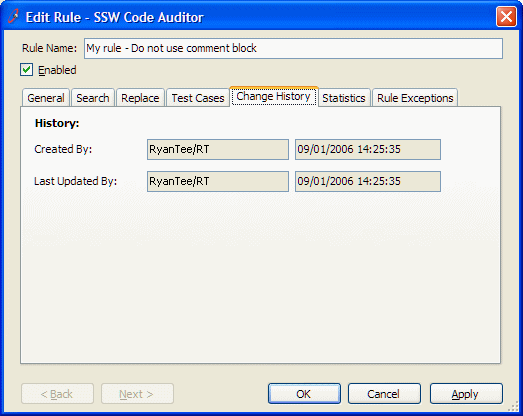 Edit Rule - SSW Code Auditor
Rule Name: My rule - Do not use comment block
Enabled
General Search Replace Test Cases Change History Statistics Rule Exceptions
History:
Created By: RyanTee/RT 09/01/2006 14:25:35
Last Updated By: RyanTee/RT 09/01/2006 14:25:35
< Back Next > OK Cancel Apply